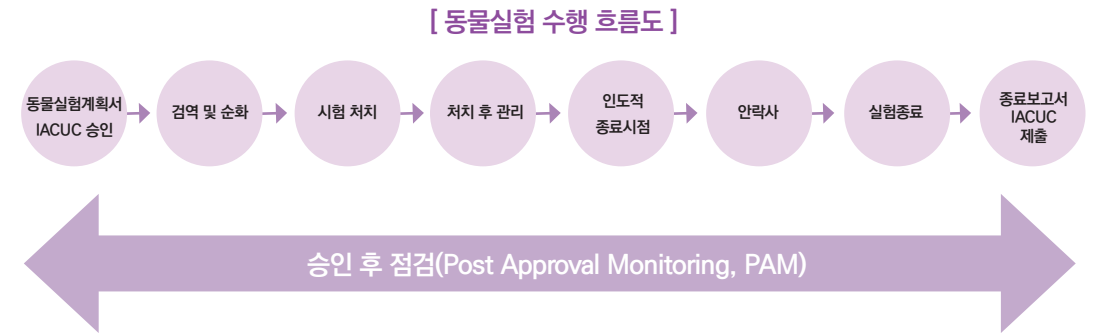 [ 동물실험 수행 흐름도 ]
동물실험계획서
IACUC 승인
검역 및 순화
시험 처치
처치 후 관리
인도적
종료시점
안락사
실험종료
종료보고서
IACUC
제출
승인 후 점검(Post Approval Monitoring, PAM)